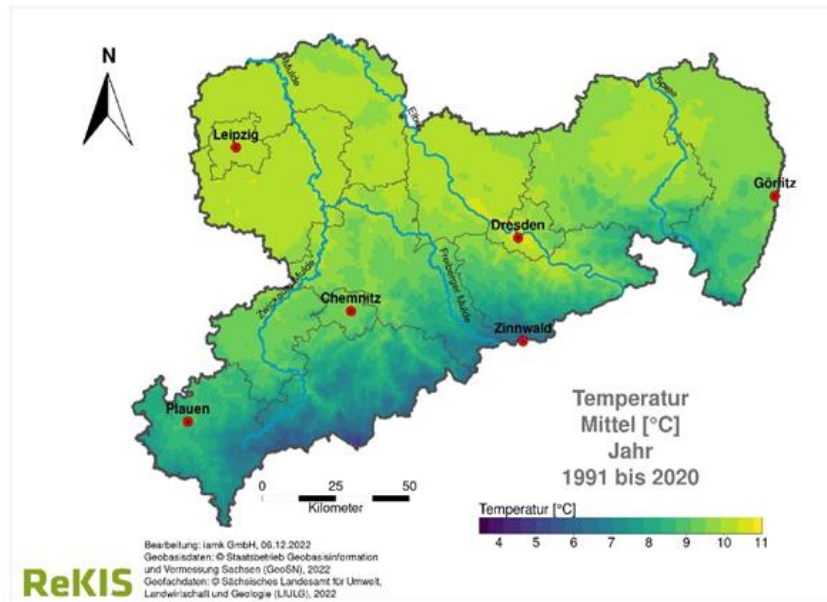 N
Mulde
Elbe
Spree
Leipzig
Görlitz
Dresden
Freiberger Mulde
Zwickauer Mulde
Chemnitz
Zinnwald
Plauen
Temperatur
Mittel [°C]
Jahr
1991 bis 2020
0 25 50
Kilometer
Temperatur [°C]
4 5 6 7 8 9 10 11
Bearbeitung: iamk GmbH, 06.12.2022
Geobasisdaten: © Staatsbetrieb Geobasisinformation
und Vermessung Sachsen (GeoSN), 2022
Geofachdaten: © Sächsisches Landesamt für Umwelt,
Landwirtschaft und Geologie (LfULG), 2022
ReKIS